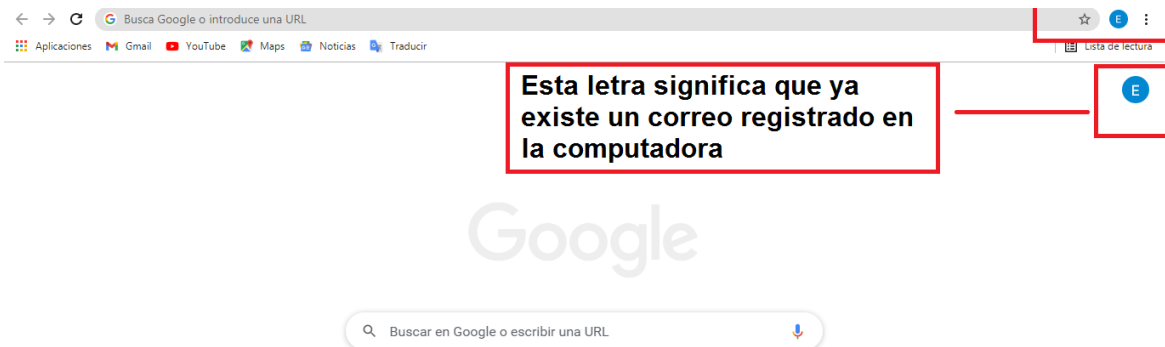 Busca Google o introduce una URL
E
Aplicaciones Gmail YouTube Maps Noticias Traducir
Lista de lectura
Esta letra significa que ya
existe un correo registrado en
la computadora
E
Google
Buscar en Google o escribir una URL